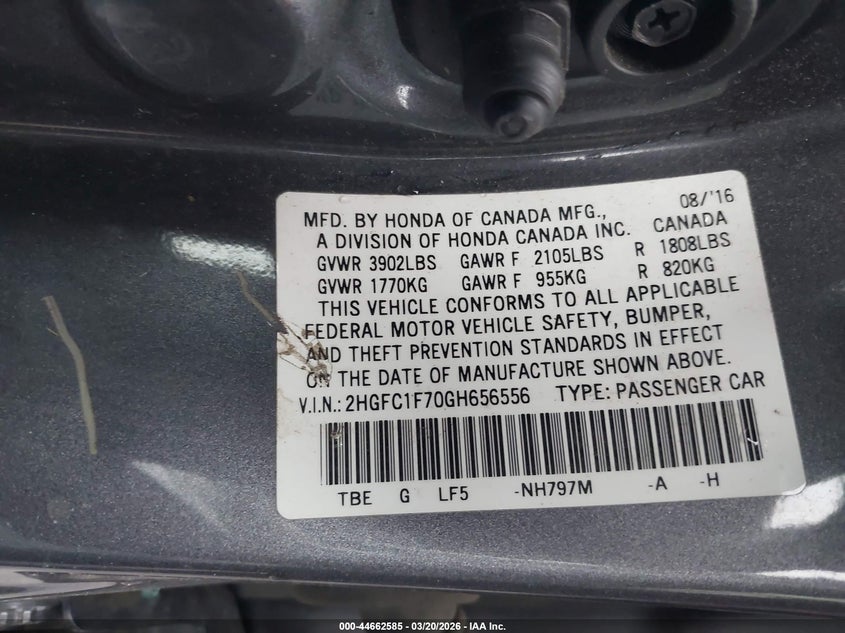 08/'16
MFD. BY HONDA OF CANADA MFG.,
A DIVISION OF HONDA CANADA INC. CANADA
GVWR 3902LBS GAWR F 2105LBS R 1808LBS
GVWR 1770KG GAWR F 955KG R 820KG
THIS VEHICLE CONFORMS TO ALL APPLICABLE
FEDERAL MOTOR VEHICLE SAFETY, BUMPER,
AND THEFT PREVENTION STANDARDS IN EFFECT
ON THE DATE OF MANUFACTURE SHOWN ABOVE.
V.I.N.: 2HGFC1F70GH656556 TYPE: PASSENGER CAR
TBE G LF5 -NH797M -A -H
000-44662585 — 03/20/2026 — IAA Inc.